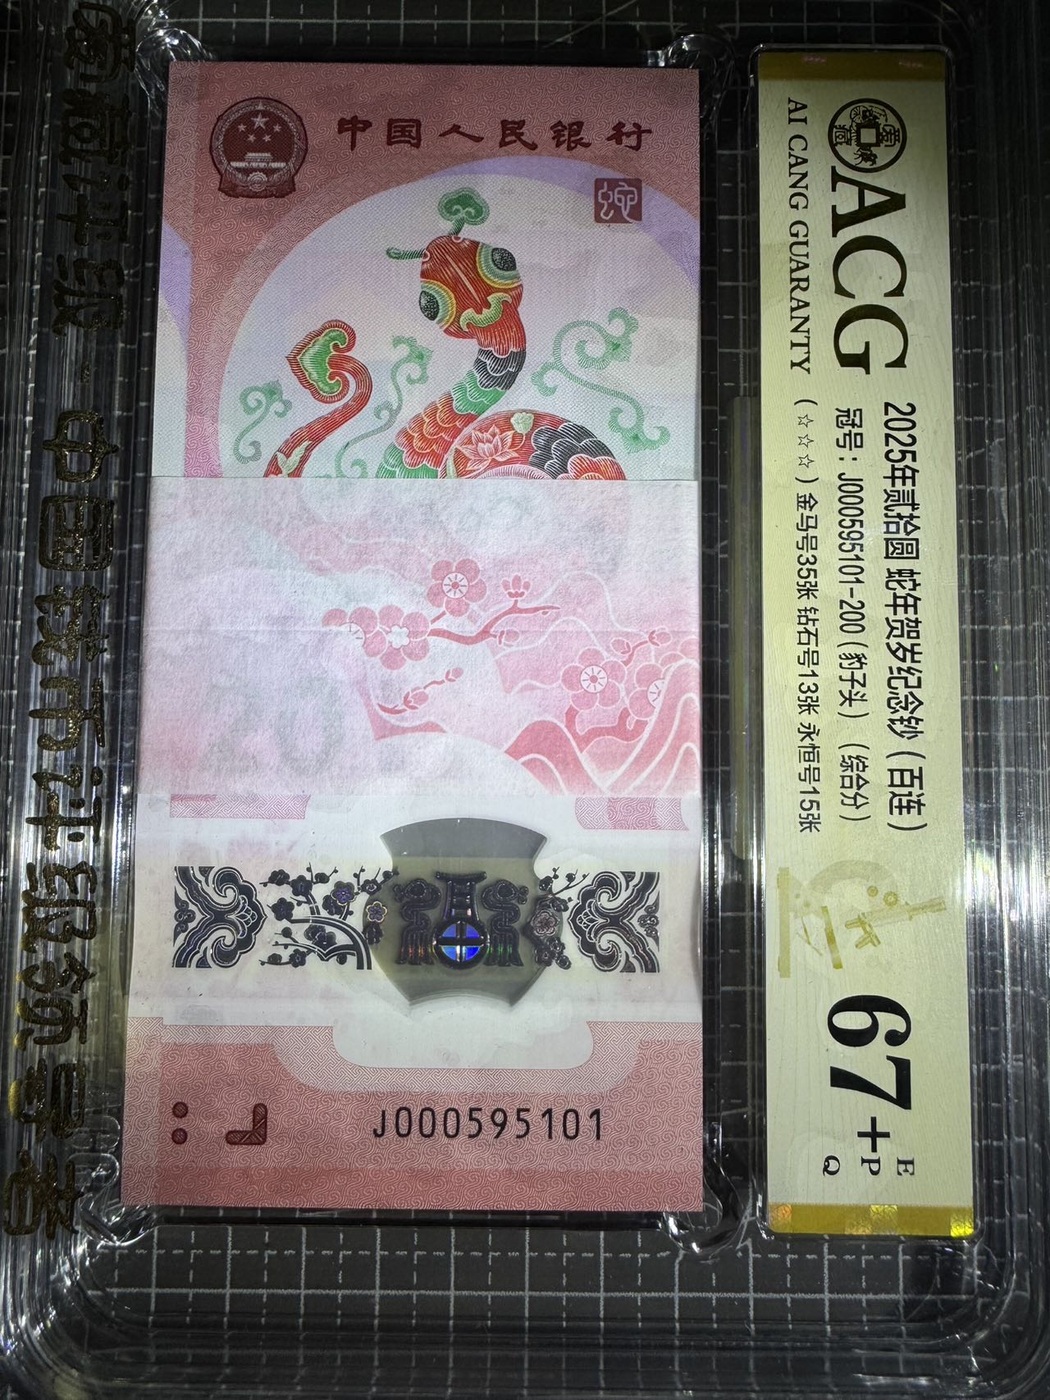 中国人民银行
蛇
J000595101
ACG
AI CANG GUARANTY
2025年贰拾圆 蛇年贺岁纪念钞（百连）
冠号：J000595101-200（豹子头）（综合分）
（☆☆☆）金马号35张 钻石号13张 永恒号15张
67+
E
P
Q